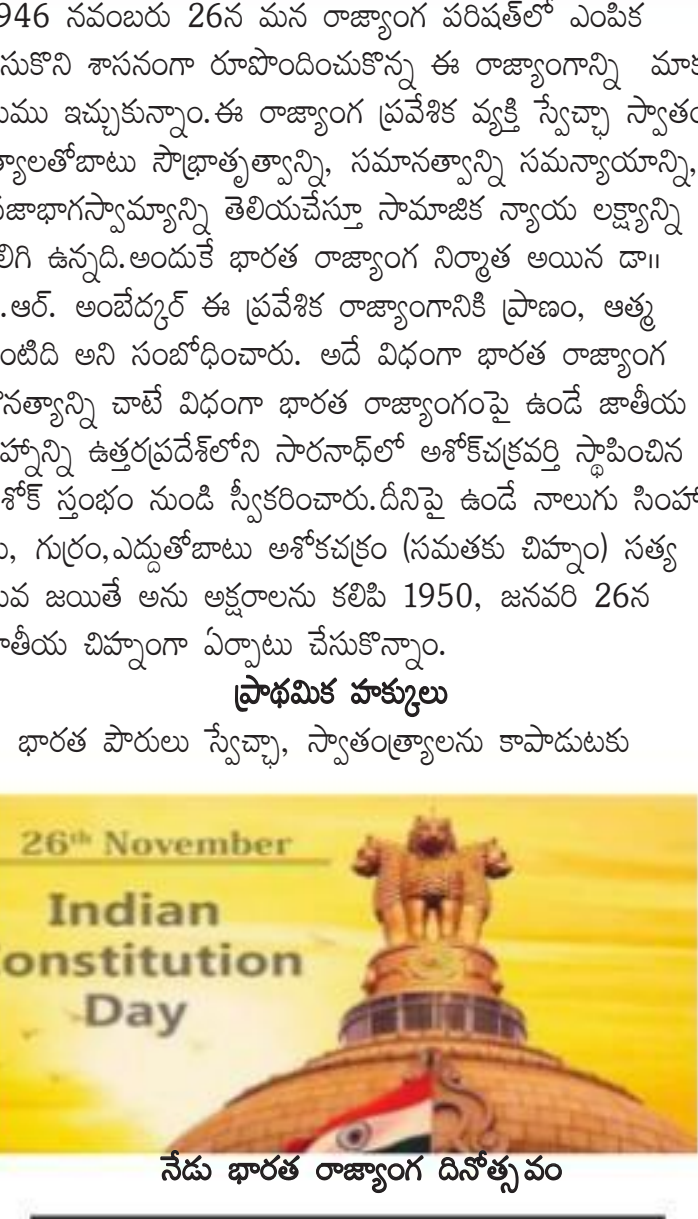 946 నవంబరు 26న మన రాజ్యాంగ పరిషత్‌లో ఎంపిక
సుకొని శాసనంగా రూపొందించుకొన్న ఈ రాజ్యాంగాన్ని మాకు
ము ఇచ్చుకున్నాం.ఈ రాజ్యాంగ ప్రవేశిక వ్యక్తి స్వేచ్ఛా స్వాతం
త్ర్యాలతోబాటు సౌభ్రాతృత్వాన్ని, సమానత్వాన్ని సమన్యాయాన్ని,
జాభాగస్వామ్యాన్ని తెలియచేస్తూ సామాజిక న్యాయ లక్ష్యాన్ని
లిగి ఉన్నది.అందుకే భారత రాజ్యాంగ నిర్మాత అయిన డా॥
.ఆర్. అంబేద్కర్ ఈ ప్రవేశిక రాజ్యాంగానికి ప్రాణం, ఆత్మ
ంటిది అని సంబోధించారు. అదే విధంగా భారత రాజ్యాంగ
నత్యాన్ని చాటే విధంగా భారత రాజ్యాంగంపై ఉండే జాతీయ
హ్నాన్ని ఉత్తరప్రదేశ్‌లోని సారనాథ్‌లో అశోక్‌చక్రవర్తి స్థాపించిన
శోక్ స్తంభం నుండి స్వీకరించారు.దీనిపై ఉండే నాలుగు సింహా
, గుర్రం,ఎద్దుతోబాటు అశోకచక్రం (సమతకు చిహ్నం) సత్య
వ జయితే అను అక్షరాలను కలిపి 1950, జనవరి 26న
తీయ చిహ్నంగా ఏర్పాటు చేసుకొన్నాం.
ప్రాథమిక హక్కులు
భారత పౌరులు స్వేచ్ఛా, స్వాతంత్ర్యాలను కాపాడుటకు
26th November
Indian
onstitution
Day
నేడు భారత రాజ్యాంగ దినోత్సవం